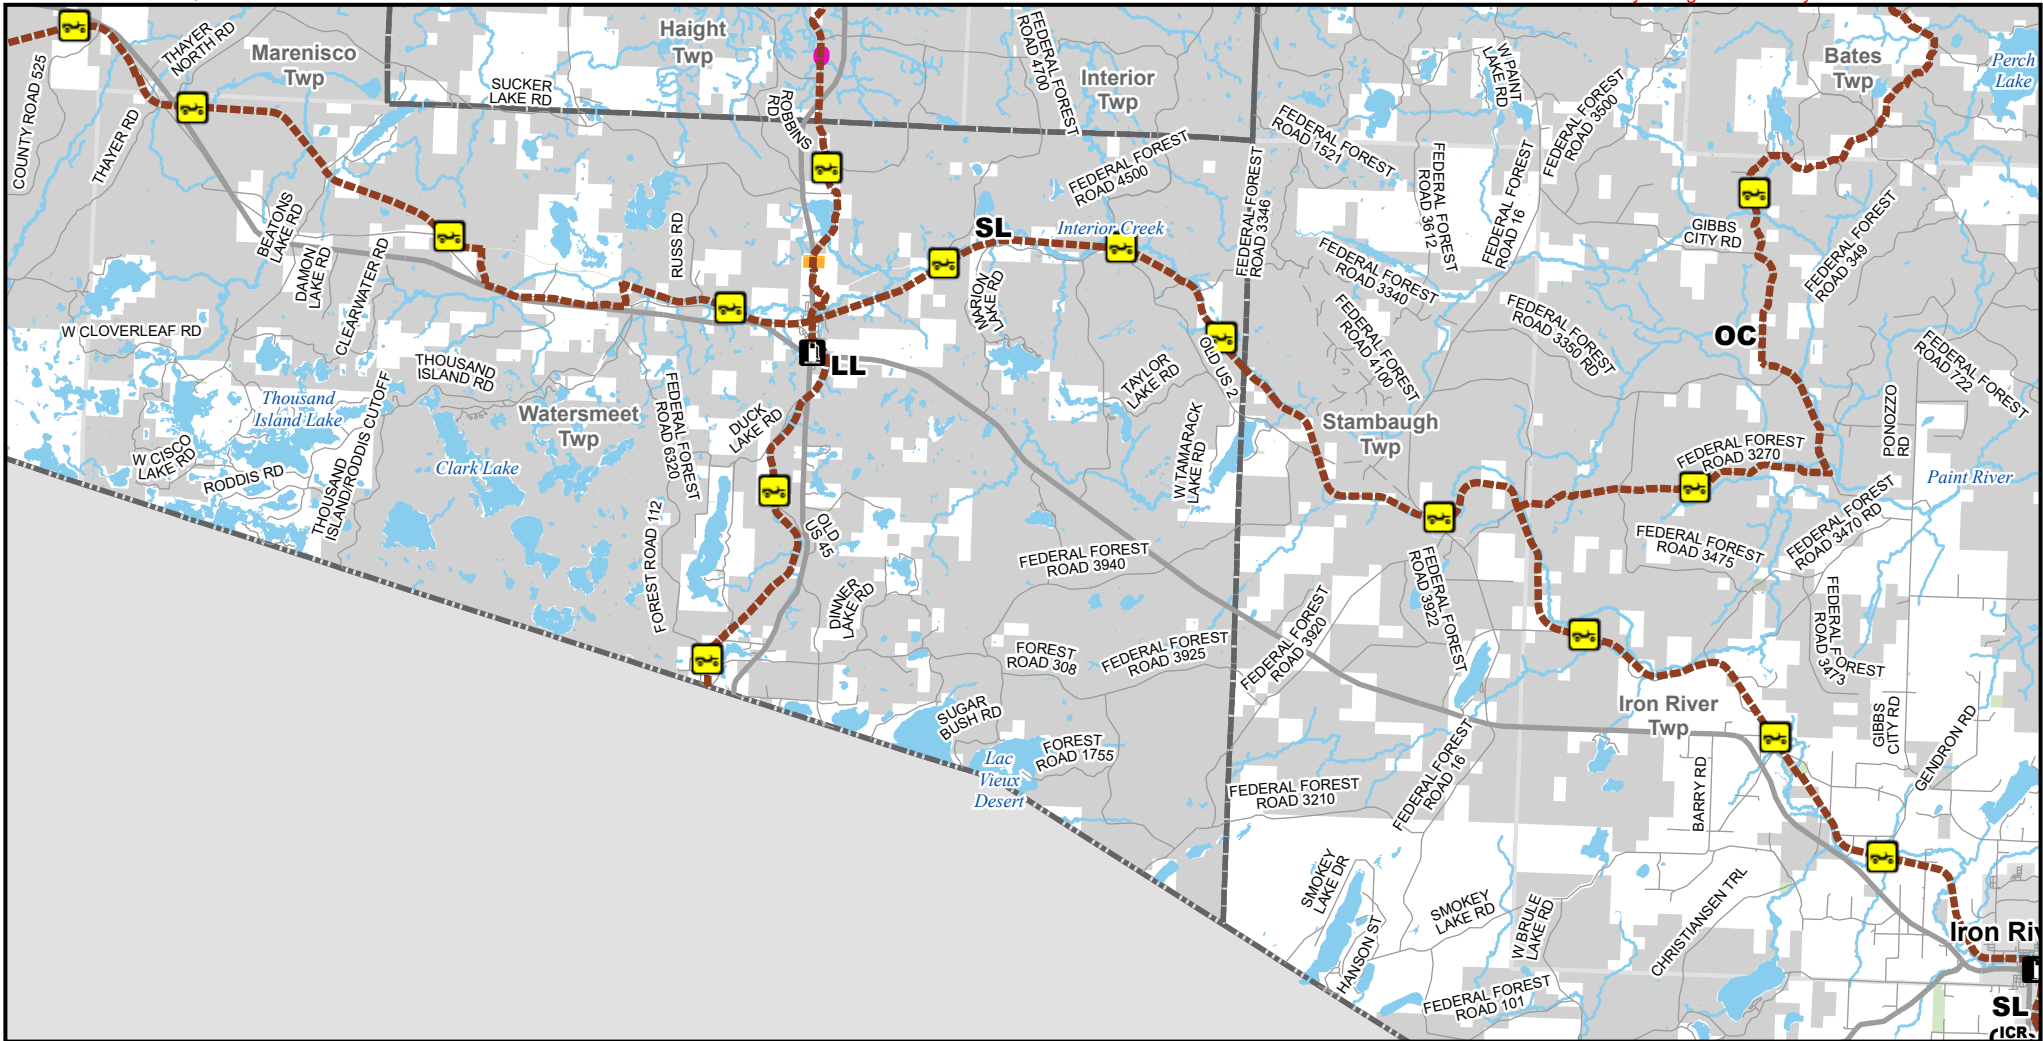 COUNTY ROAD 525
THAYER
NORTH RD
THAYER RD
Marenisco
Twp
SUCKER
LAKE RD
Haight
Twp
ROBBINS
RD
FEDERAL FOREST
ROAD 4700
Interior
Twp
FEDERAL FOREST
ROAD 4500
FEDERAL FOREST
ROAD 1521
W PAINT
LAKE RD
FEDERAL FOREST
ROAD 3500
Bates
Twp
Perch
Lake
FEDERAL FOREST
ROAD 3346
FEDERAL FOREST
ROAD 3612
FEDERAL FOREST
ROAD 16
GIBBS
CITY RD
FEDERAL FOREST
ROAD 349
BEATONS
LAKE RD
DAMON
LAKE RD
CLEARWATER RD
RUSS RD
SL
Interior Creek
MARION
LAKE RD
FEDERAL FOREST
ROAD 3340
FEDERAL FOREST
ROAD 4100
FEDERAL FOREST
ROAD 3350 RD
OC
W CLOVERLEAF RD
THOUSAND
ISLAND RD
LL
OLD US 2
TAYLOR
LAKE RD
FEDERAL FOREST
ROAD 722
PONOZZO
RD
Thousand
Island Lake
THOUSAND
ISLAND/RODDIS CUTOFF
Watersmeet
Twp
FEDERAL FOREST
ROAD 6320
DUCK
LAKE RD
W TAMARACK
LAKE RD
Stambaugh
Twp
FEDERAL FOREST
ROAD 3270
Paint River
W CISCO
LAKE RD
RODDIS RD
Clark Lake
FOREST ROAD 112
OLD
US 45
FEDERAL FOREST
ROAD 3940
FEDERAL FOREST
ROAD 3475
FEDERAL FOREST
ROAD 3470 RD
FEDERAL FOREST
ROAD 3922
FEDERAL FOREST
ROAD 3920
FEDERAL FOREST
ROAD 3473
DINNER
LAKE RD
FOREST
ROAD 308
FEDERAL FOREST
ROAD 3925
SUGAR
BUSH RD
FOREST
ROAD 1755
Lac
Vieux
Desert
Iron River
Twp
GIBBS
CITY RD
GENDRON RD
FEDERAL FOREST
ROAD 3210
FEDERAL FOREST
ROAD 16
BARRY RD
SMOKEY
LAKE DR
HANSON ST
SMOKEY
LAKE RD
W BRULE
LAKE RD
CHRISTIANSEN TRL
FEDERAL FOREST
ROAD 101
Iron Riv
SL
(ICR)